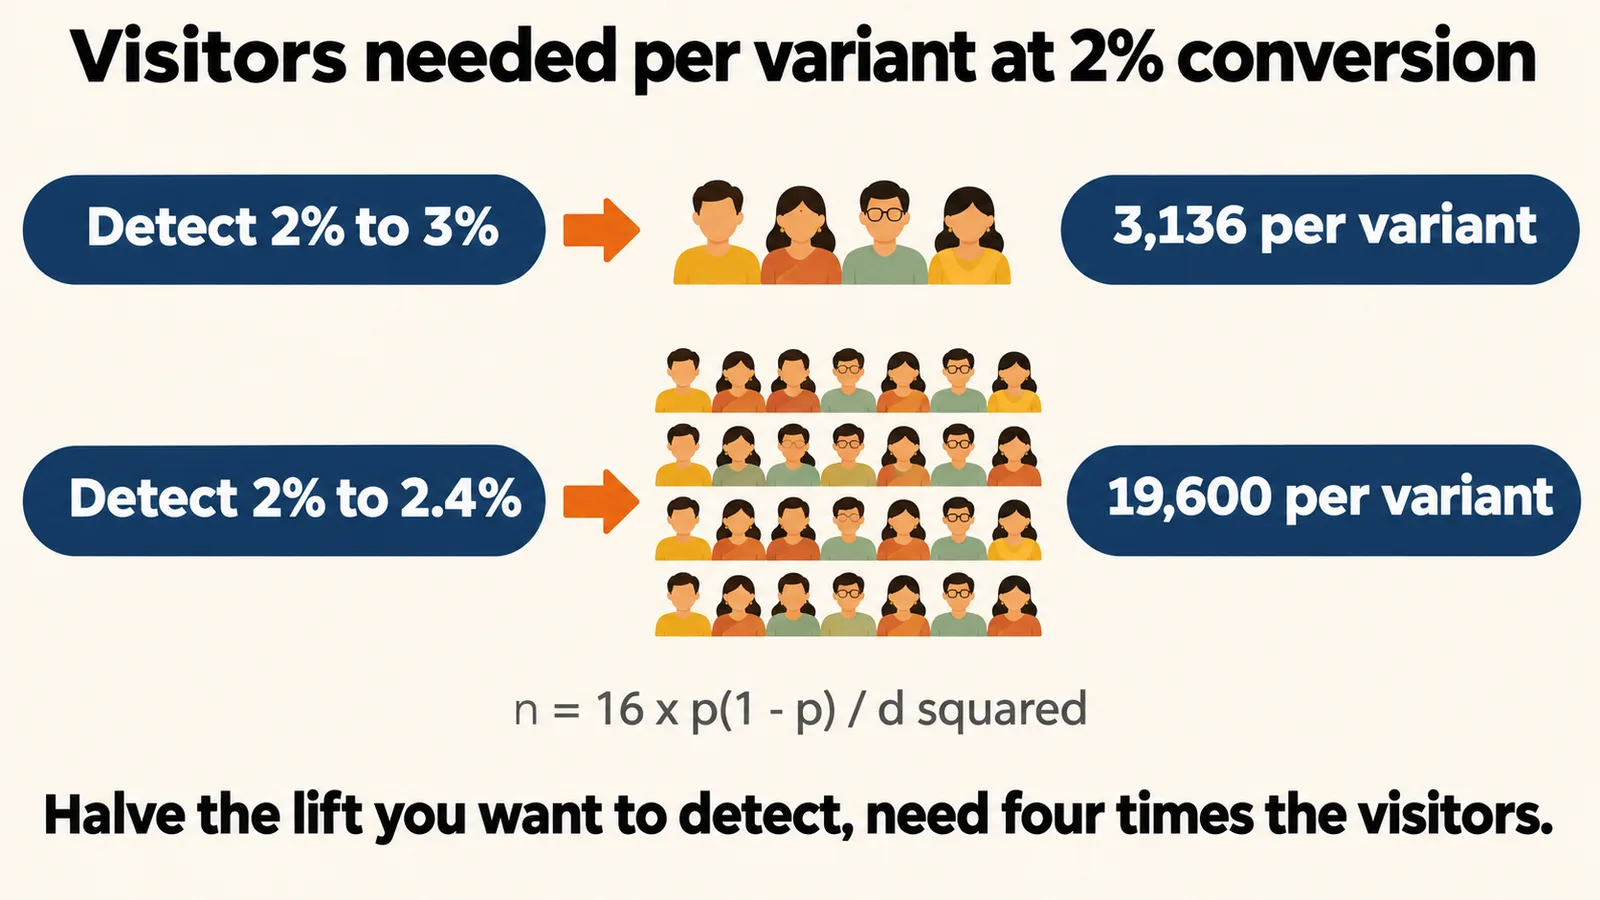 Visitors needed per variant at 2% conversion
Detect 2% to 3%
3,136 per variant
Detect 2% to 2.4%
19,600 per variant
n = 16 x p(1 - p) / d squared
Halve the lift you want to detect, need four times the visitors.